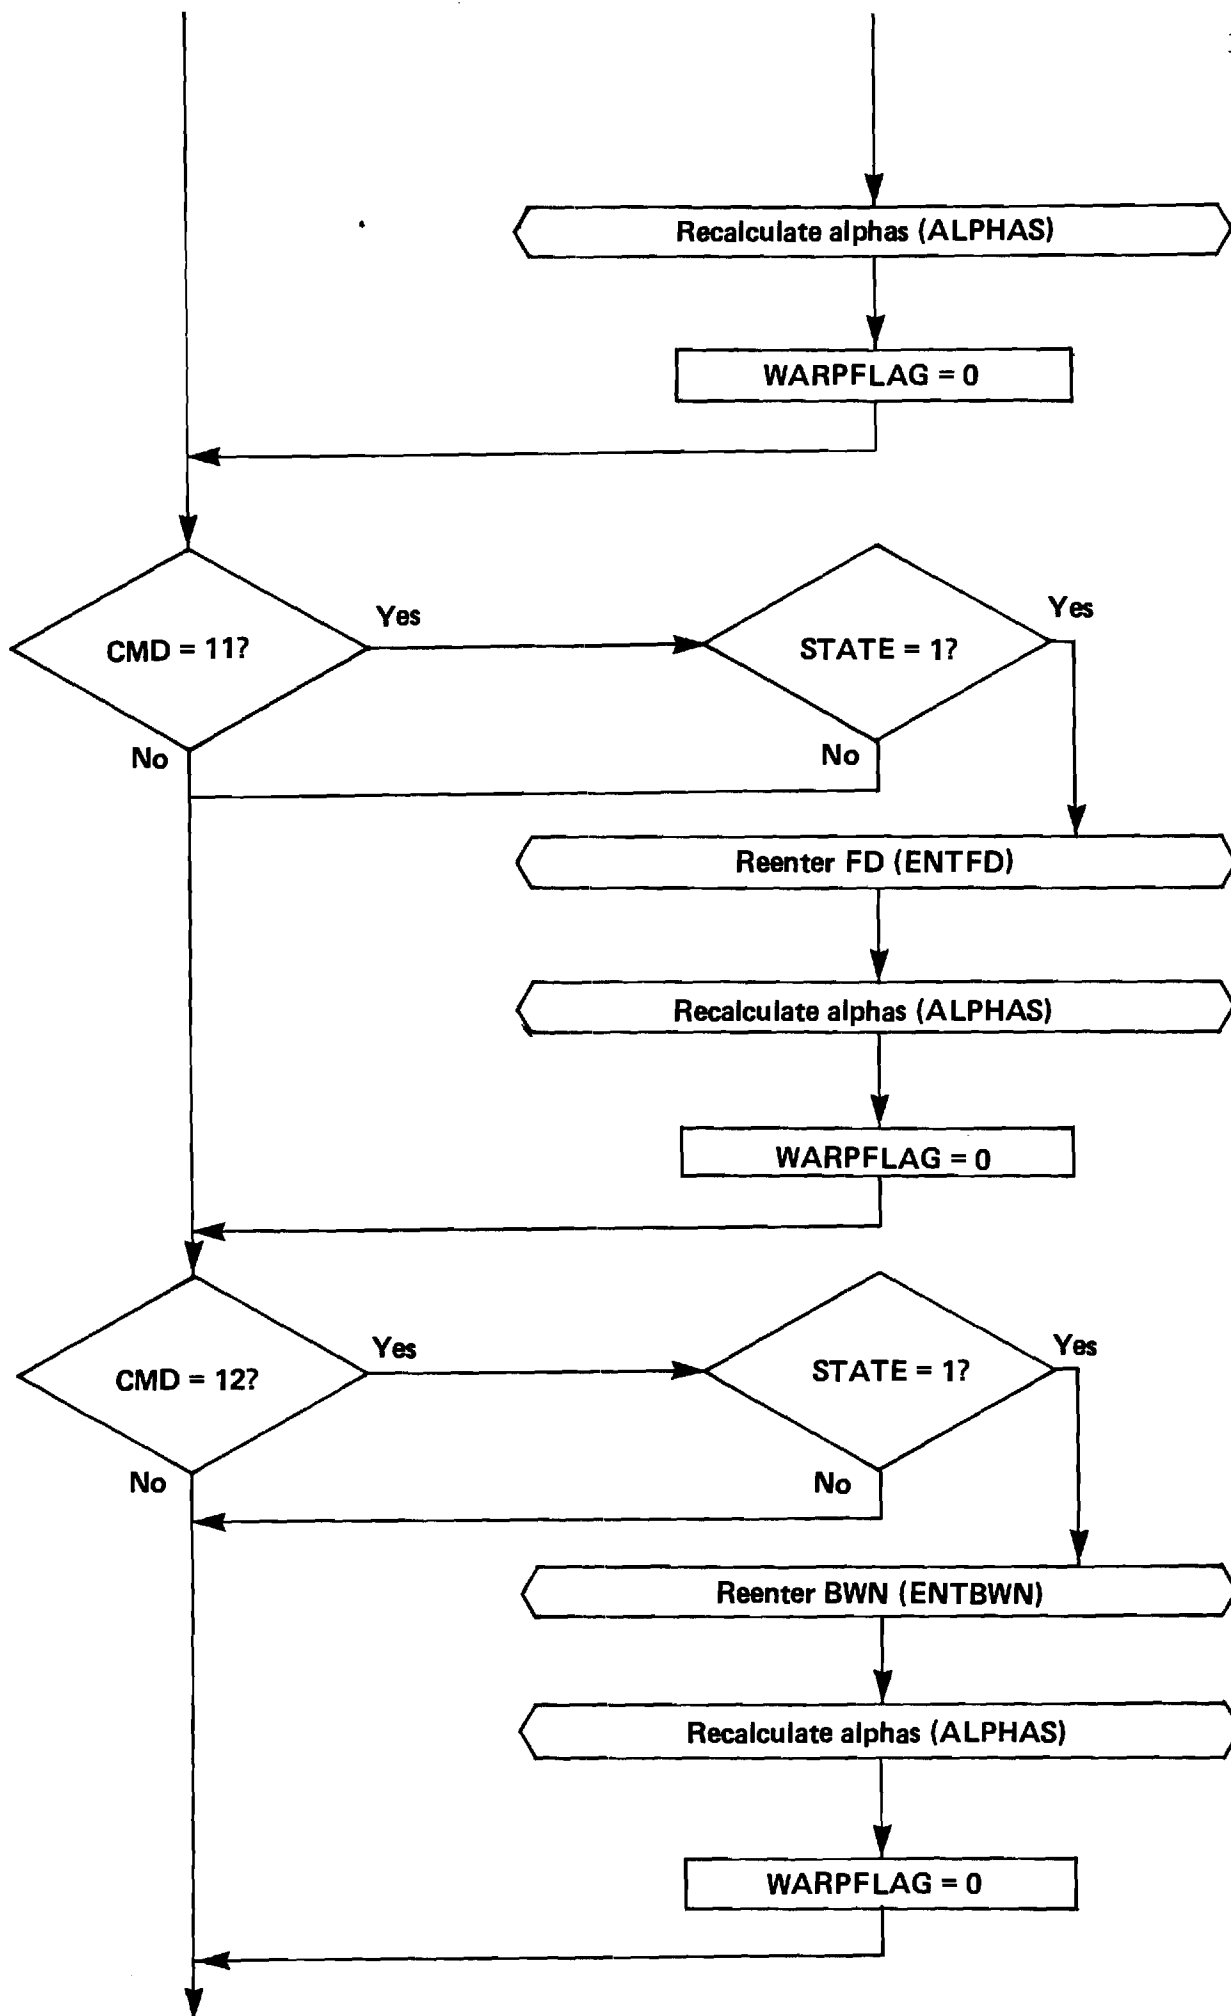 Recalculate alphas (ALPHAS)
WARPFLAG = 0
CMD = 11?
Yes
STATE = 1?
Yes
No
No
Reenter FD (ENTFD)
Recalculate alphas (ALPHAS)
WARPFLAG = 0
CMD = 12?
Yes
STATE = 1?
Yes
No
No
Reenter BWN (ENTBWN)
Recalculate alphas (ALPHAS)
WARPFLAG = 0